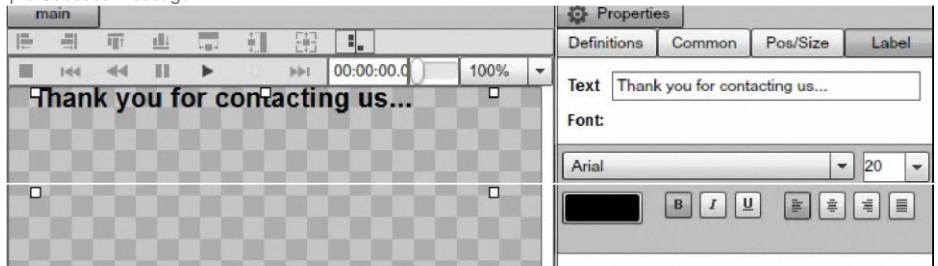 main
Properties
Definitions Common Pos/Size Label
00:00:00.0 100%
Text Thank you for contacting us...
Thank you for contacting us...
Font:
Arial 20
B I U